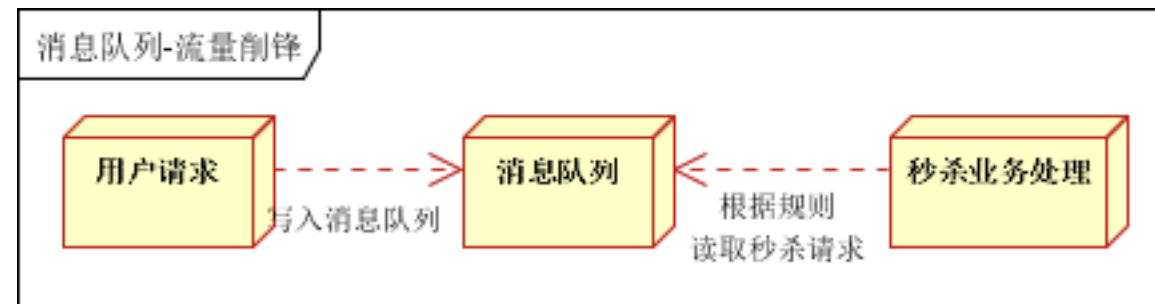 消息队列-流量削锋
用户请求
消息队列
秒杀业务处理
写入消息队列
根据规则
读取秒杀请求